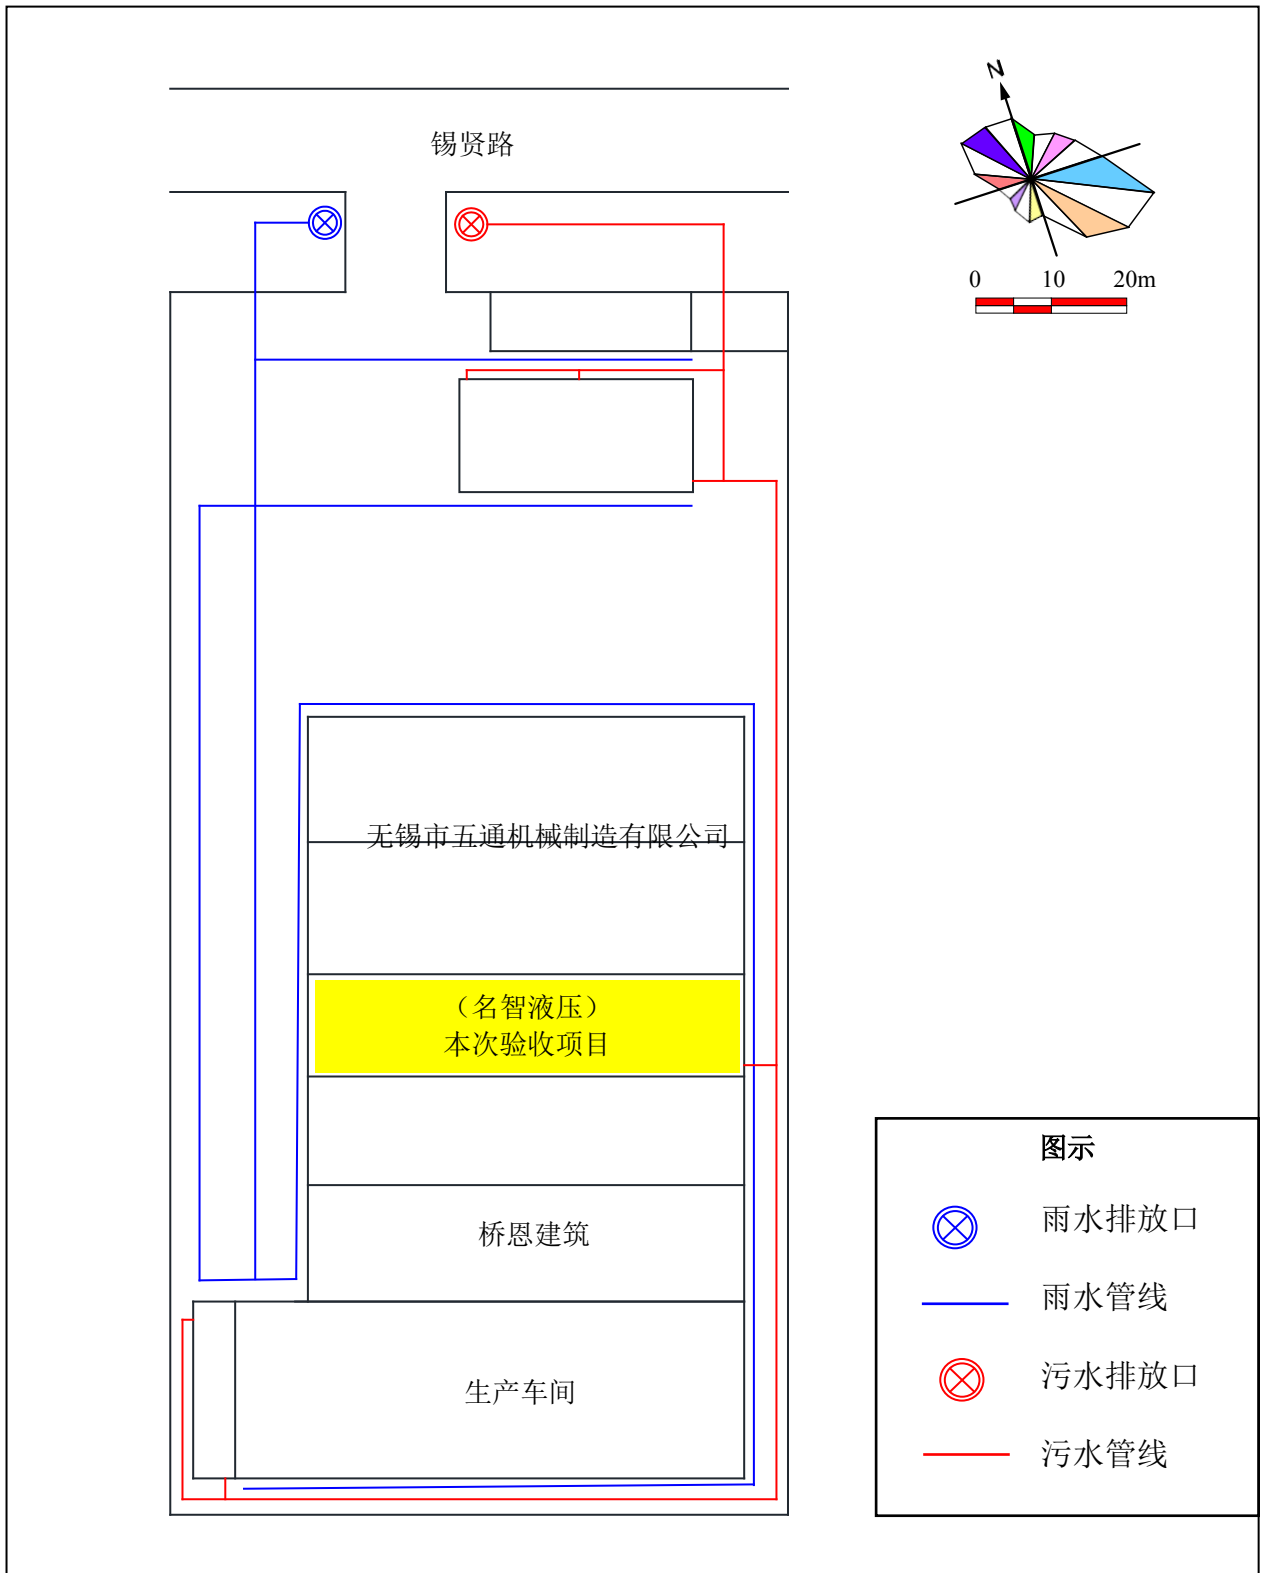 N
锡贤路
0 10 20m
无锡市五通机械制造有限公司
（名智液压）
本次验收项目
桥恩建筑
生产车间
图示
雨水排放口
雨水管线
污水排放口
污水管线